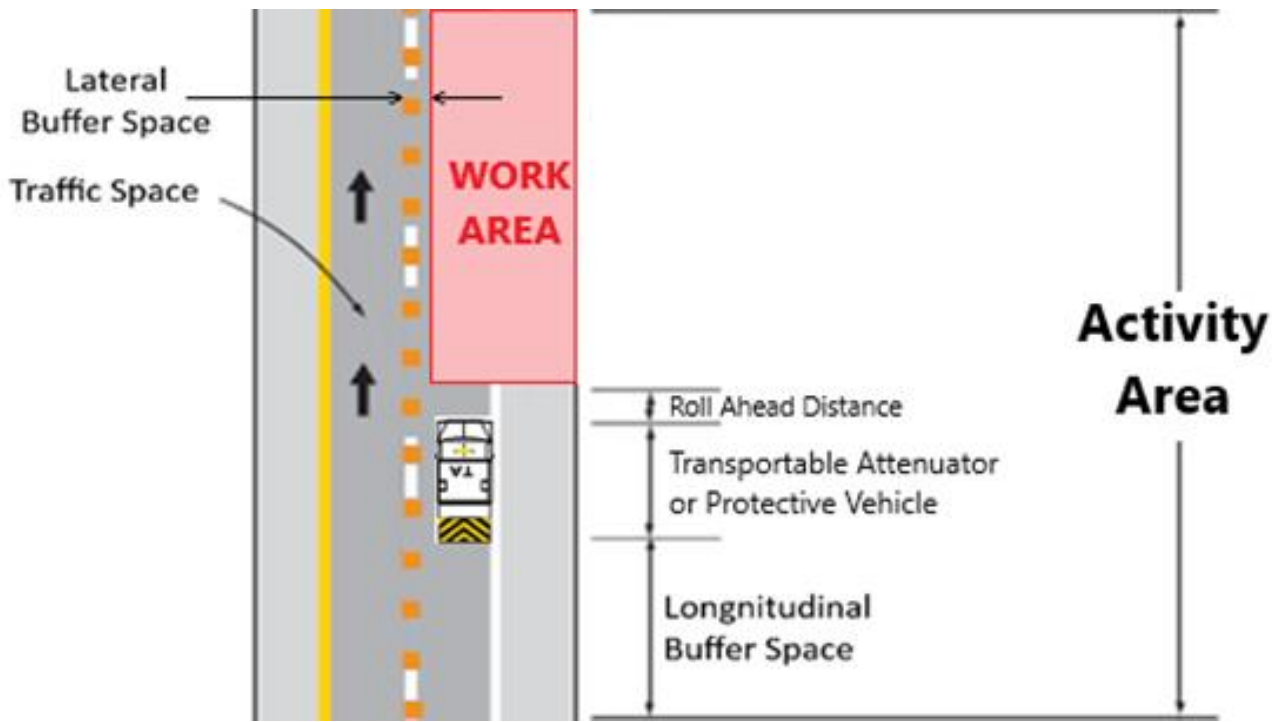 Lateral
Buffer Space
Traffic Space
WORK
AREA
Activity
Area
Roll Ahead Distance
TA
Transportable Attenuator
or Protective Vehicle
Longnitudinal
Buffer Space